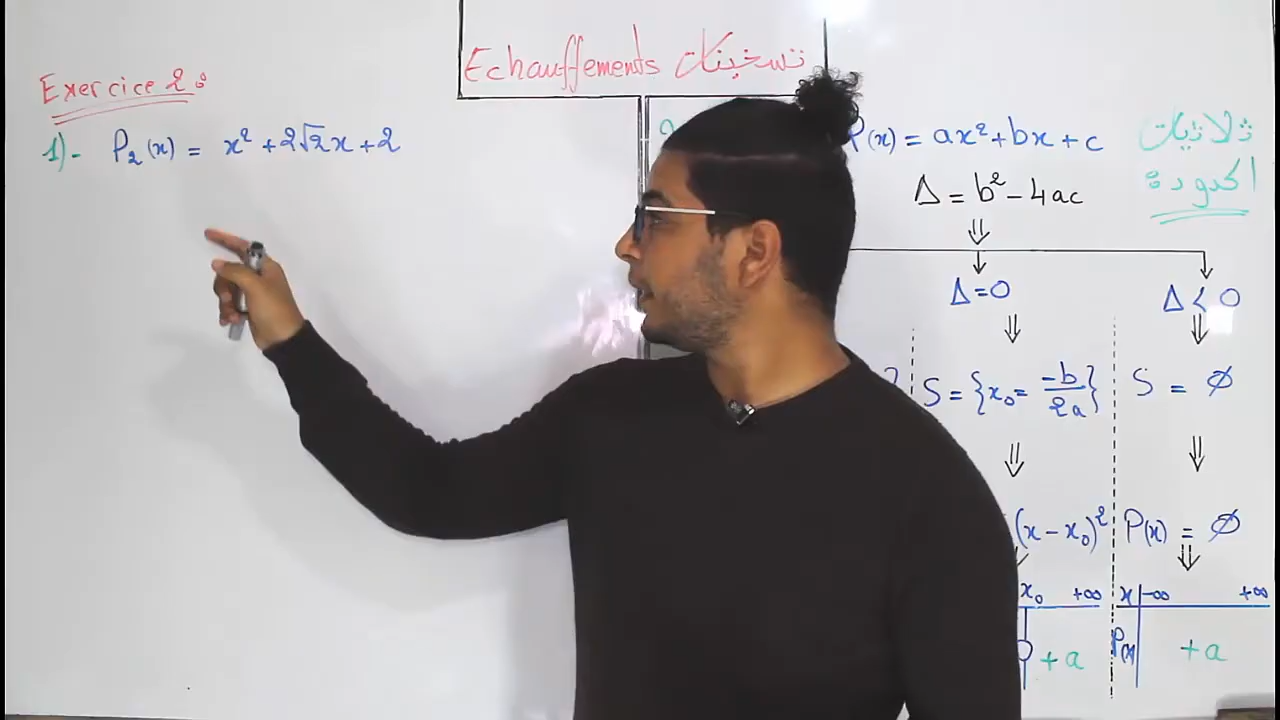 Echauffements تسخينات
Exercice 2:
1)- P₂(x) = x² + 2√2x + 2
P(x) = ax² + bx + c
ثلاثيات
الحدود:
Δ = b² - 4ac
⇓
Δ = 0
Δ < 0
⇓ ⇓
S = {x₀ = -b/2a}
S = ∅
⇓ ⇓
(x - x₀)²
P(x) = ∅
⇓
x₀ +∞
x -∞ +∞
+a
P(x) +a